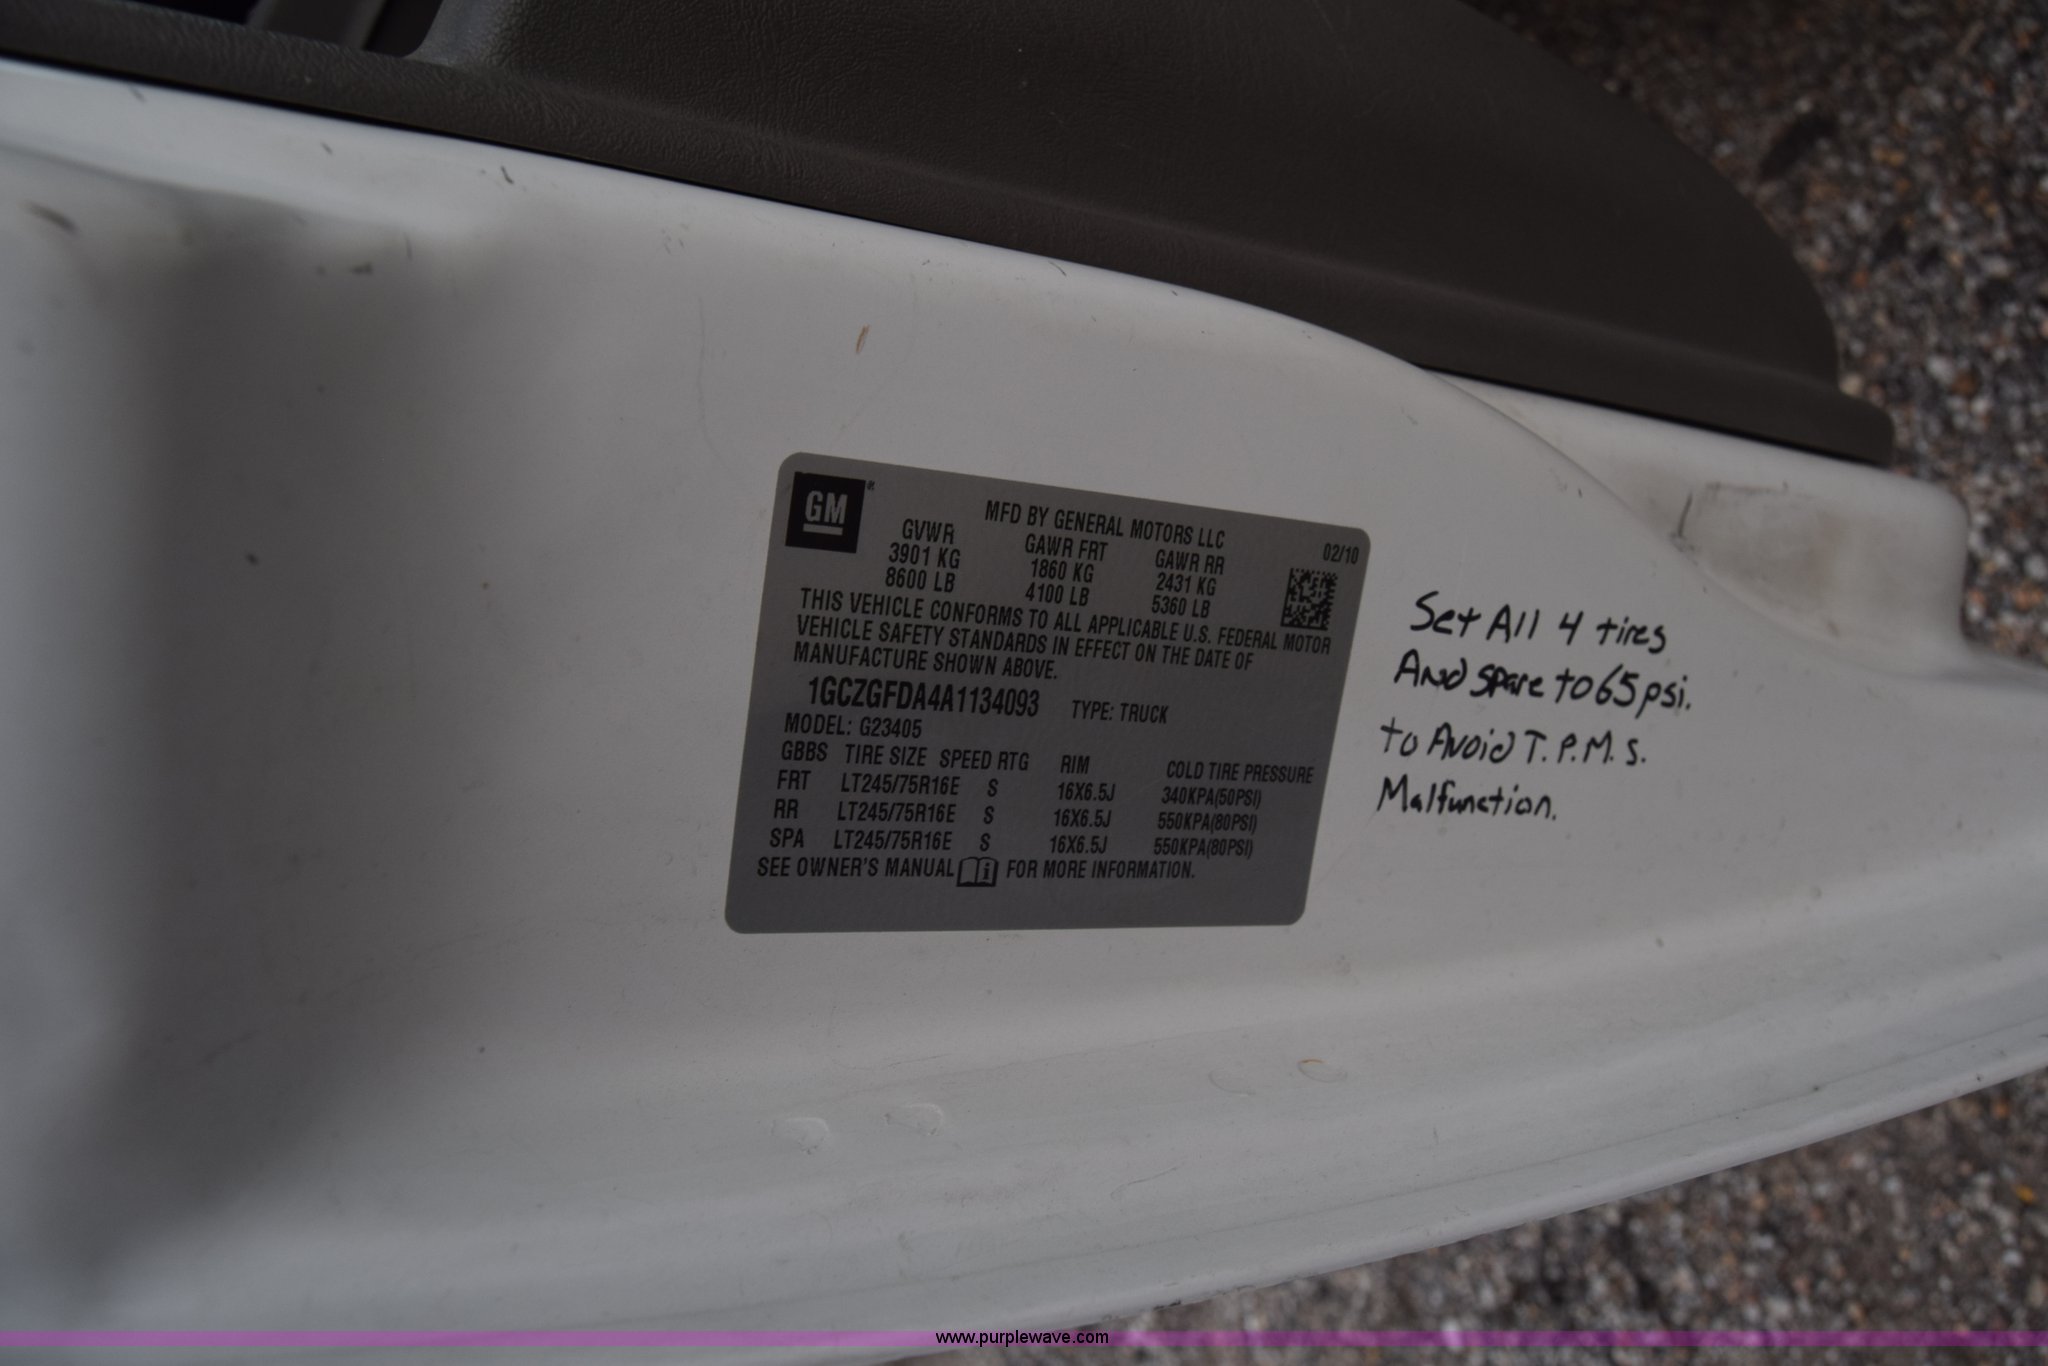 GM®
MFD BY GENERAL MOTORS LLC
02/10
GVWR GAWR FRT GAWR RR
3901 KG 1860 KG 2431 KG
8600 LB 4100 LB 5360 LB
THIS VEHICLE CONFORMS TO ALL APPLICABLE U.S. FEDERAL MOTOR
VEHICLE SAFETY STANDARDS IN EFFECT ON THE DATE OF
MANUFACTURE SHOWN ABOVE.
1GCZGFDA4A1134093 TYPE: TRUCK
MODEL: G23405
GBBS TIRE SIZE SPEED RTG RIM COLD TIRE PRESSURE
FRT LT245/75R16E S 16X6.5J 340KPA(50PSI)
RR LT245/75R16E S 16X6.5J 550KPA(80PSI)
SPA LT245/75R16E S 16X6.5J 550KPA(80PSI)
SEE OWNER'S MANUAL i FOR MORE INFORMATION.
Set All 4 tires
And spare to 65 psi.
to Avoid T.P.M.S.
Malfunction.
www.purplewave.com